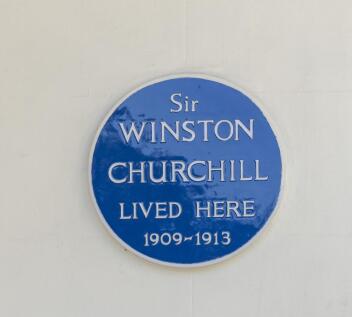 Sir
WINSTON
CHURCHILL
LIVED HERE
1909~1913